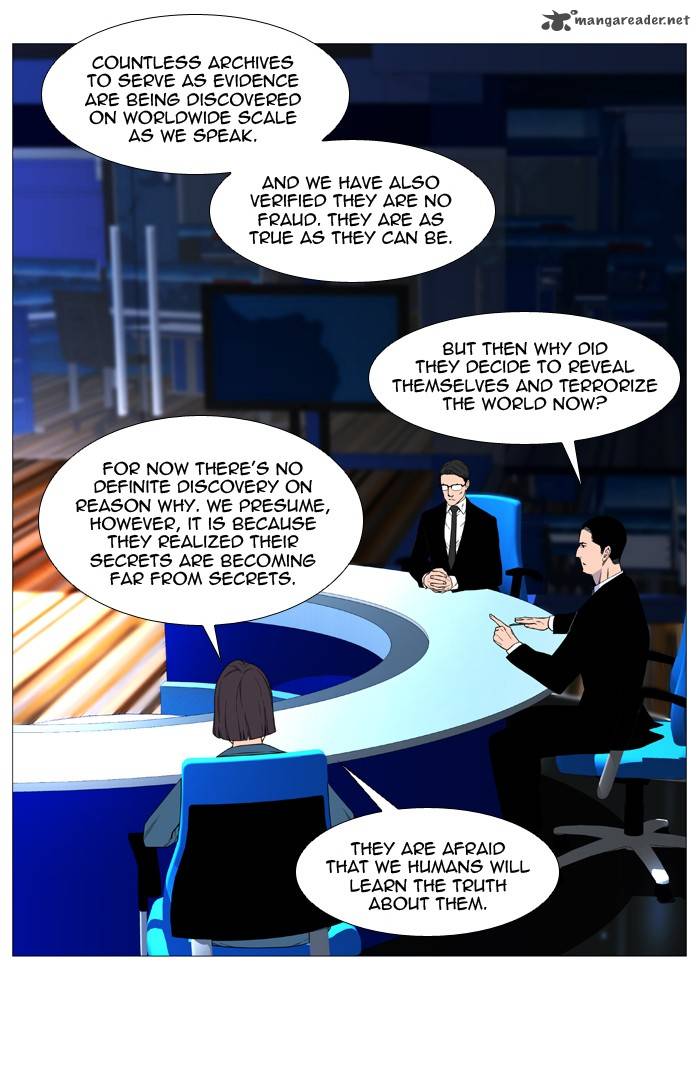 mangareader.net
COUNTLESS ARCHIVES
TO SERVE AS EVIDENCE
ARE BEING DISCOVERED
ON WORLDWIDE SCALE
AS WE SPEAK.
AND WE HAVE ALSO
VERIFIED THEY ARE NO
FRAUD. THEY ARE AS
TRUE AS THEY CAN BE.
BUT THEN WHY DID
THEY DECIDE TO REVEAL
THEMSELVES AND TERRORIZE
THE WORLD NOW?
FOR NOW THERE'S NO
DEFINITE DISCOVERY ON
REASON WHY. WE PRESUME,
HOWEVER, IT IS BECAUSE
THEY REALIZED THEIR
SECRETS ARE BECOMING
FAR FROM SECRETS.
THEY ARE AFRAID
THAT WE HUMANS WILL
LEARN THE TRUTH
ABOUT THEM.